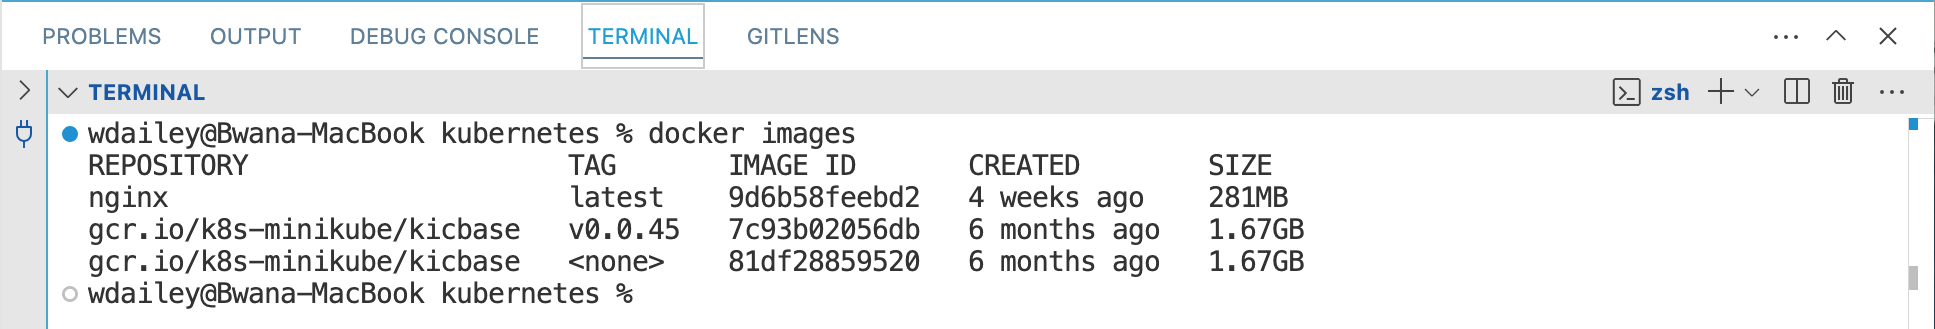 PROBLEMS OUTPUT DEBUG CONSOLE TERMINAL GITLENS
TERMINAL zsh
wdailey@Bwana-MacBook kubernetes % docker images
REPOSITORY TAG IMAGE ID CREATED SIZE
nginx latest 9d6b58feebd2 4 weeks ago 281MB
gcr.io/k8s-minikube/kicbase v0.0.45 7c93b02056db 6 months ago 1.67GB
gcr.io/k8s-minikube/kicbase <none> 81df28859520 6 months ago 1.67GB
wdailey@Bwana-MacBook kubernetes %